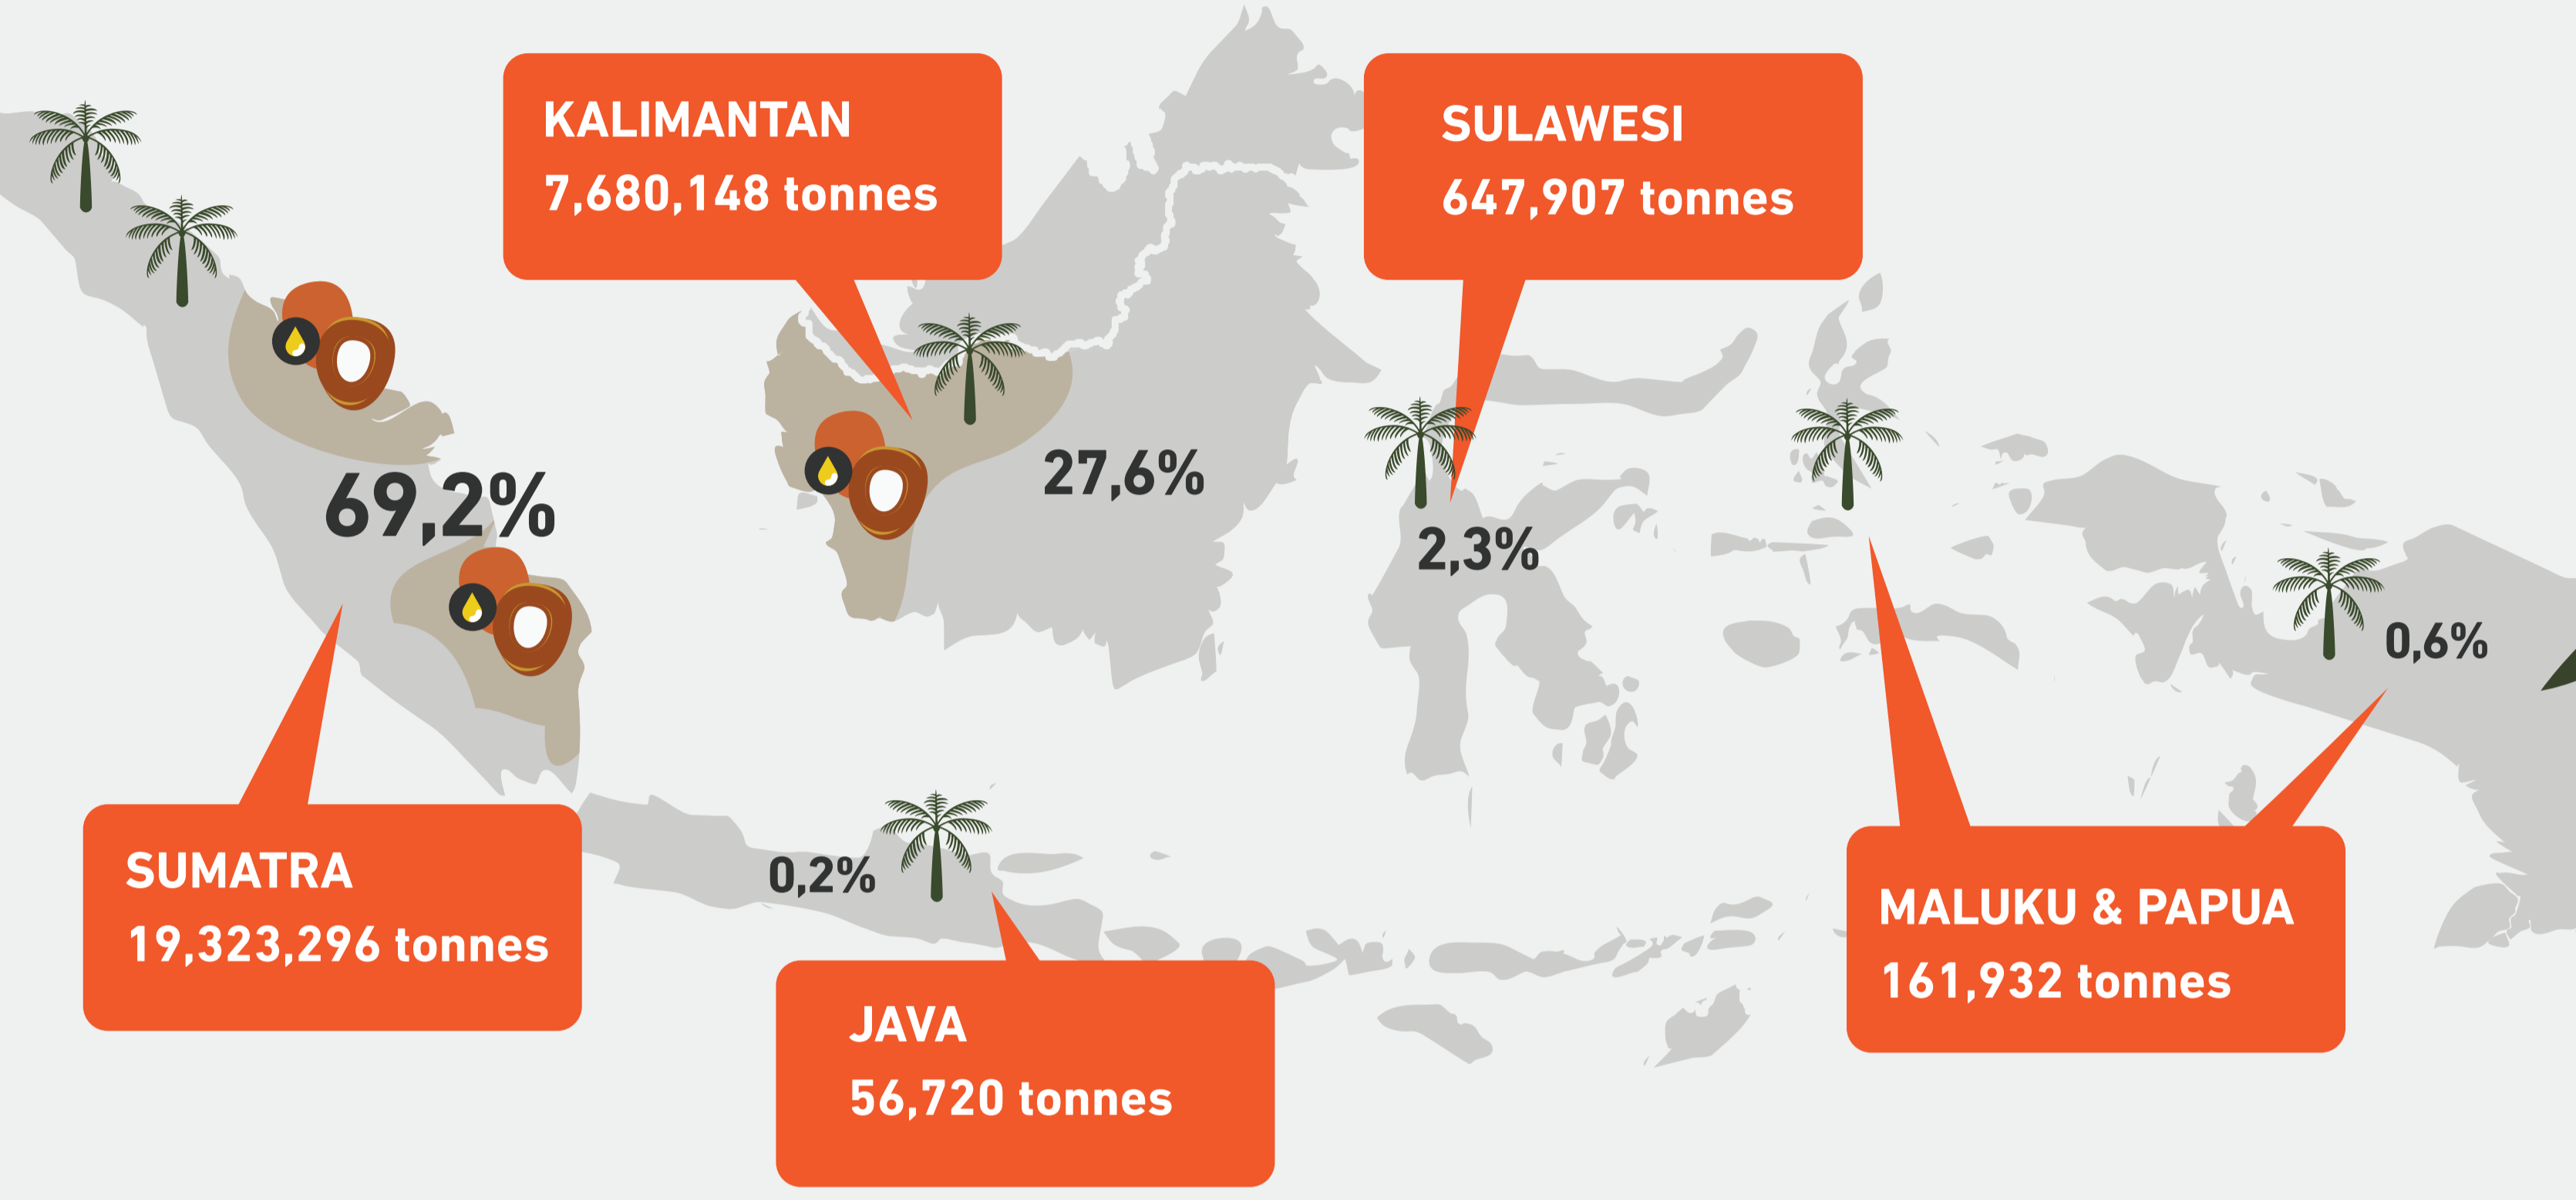 KALIMANTAN
7,680,148 tonnes
SULAWESI
647,907 tonnes
69,2%
27,6%
2,3%
0,6%
SUMATRA
19,323,296 tonnes
0,2%
JAVA
56,720 tonnes
MALUKU & PAPUA
161,932 tonnes